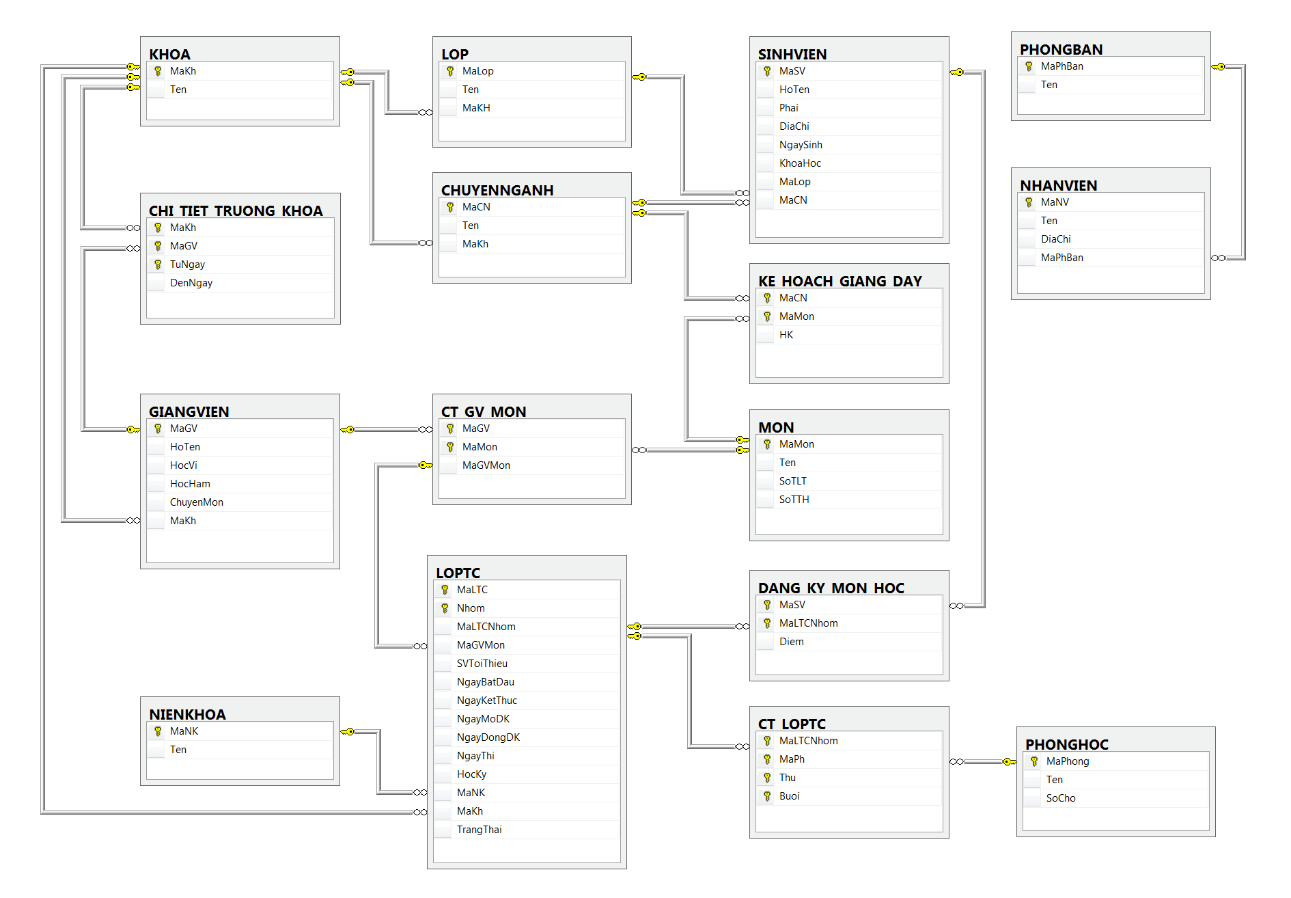 KHOA
MaKh
Ten
LOP
MaLop
Ten
MaKH
SINHVIEN
MaSV
HoTen
Phai
DiaChi
NgaySinh
KhoaHoc
MaLop
MaCN
PHONGBAN
MaPhBan
Ten
CHI_TIET_TRUONG_KHOA
MaKh
MaGV
TuNgay
DenNgay
CHUYENNGANH
MaCN
Ten
MaKh
NHANVIEN
MaNV
Ten
DiaChi
MaPhBan
KE_HOACH_GIANG_DAY
MaCN
MaMon
HK
GIANGVIEN
MaGV
HoTen
HocVi
HocHam
ChuyenMon
MaKh
CT_GV_MON
MaGV
MaMon
MaGVMon
MON
MaMon
Ten
SoTLT
SoTTH
LOPTC
MaLTC
Nhom
MaLTCNhom
MaGVMon
SVToiThieu
NgayBatDau
NgayKetThuc
NgayMoDK
NgayDongDK
NgayThi
HocKy
MaNK
MaKh
TrangThai
DANG_KY_MON_HOC
MaSV
MaLTCNhom
Diem
NIENKHOA
MaNK
Ten
CT_LOPTC
MaLTCNhom
MaPh
Thu
Buoi
PHONGHOC
MaPhong
Ten
SoCho